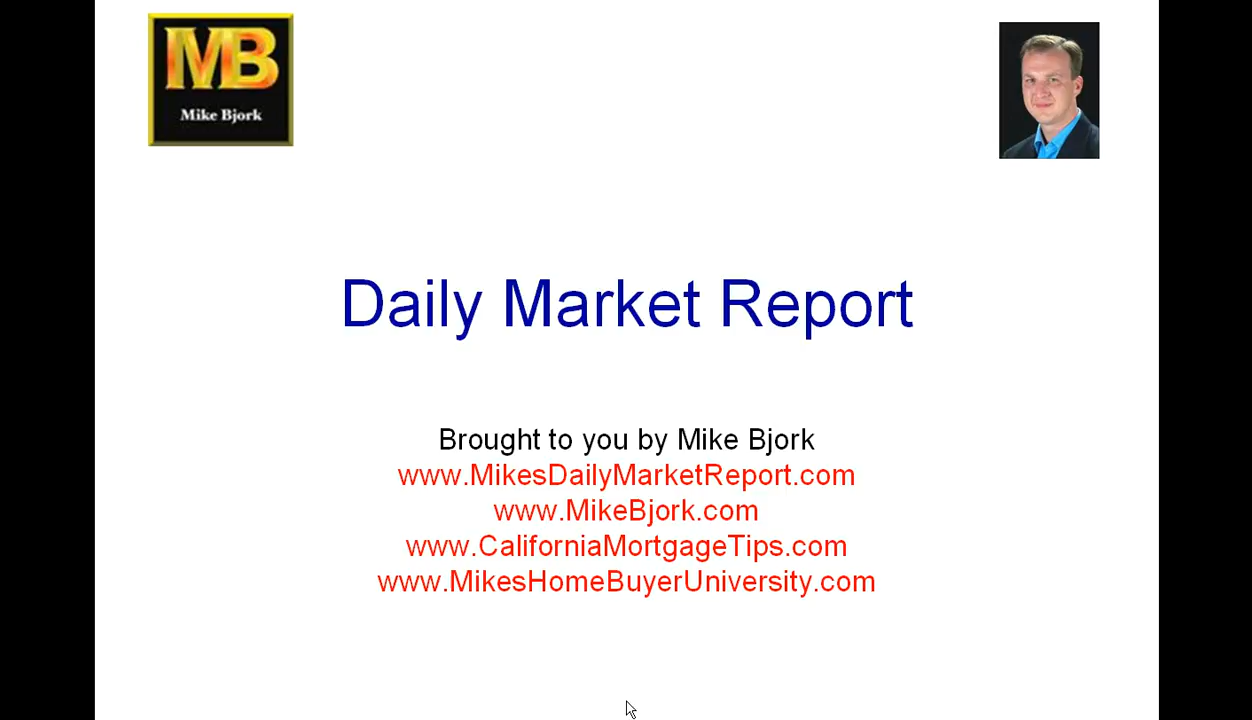 MB
Mike Bjork
Daily Market Report
Brought to you by Mike Bjork
www.MikesDailyMarketReport.com
www.MikeBjork.com
www.CaliforniaMortgageTips.com
www.MikesHomeBuyerUniversity.com